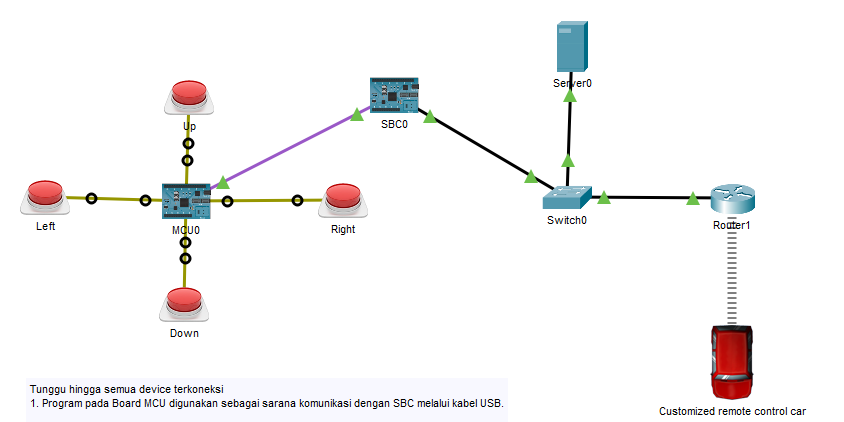 Server0
Up
SBC0
Left
MCU0
Right
Switch0
Router1
Down
Tunggu hingga semua device terkoneksi
1. Program pada Board MCU digunakan sebagai sarana komunikasi dengan SBC melalui kabel USB.
Customized remote control car